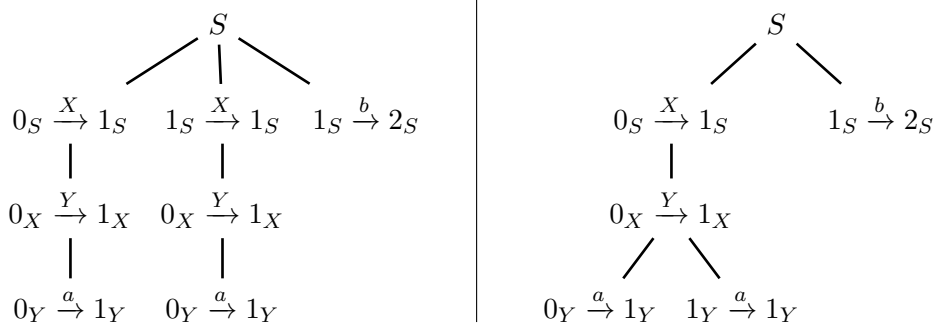 S S
0_S \xrightarrow{X} 1_S 1_S \xrightarrow{X} 1_S 1_S \xrightarrow{b} 2_S 0_S \xrightarrow{X} 1_S 1_S \xrightarrow{b} 2_S
0_X \xrightarrow{Y} 1_X 0_X \xrightarrow{Y} 1_X 0_X \xrightarrow{Y} 1_X
0_Y \xrightarrow{a} 1_Y 0_Y \xrightarrow{a} 1_Y 0_Y \xrightarrow{a} 1_Y 1_Y \xrightarrow{a} 1_Y